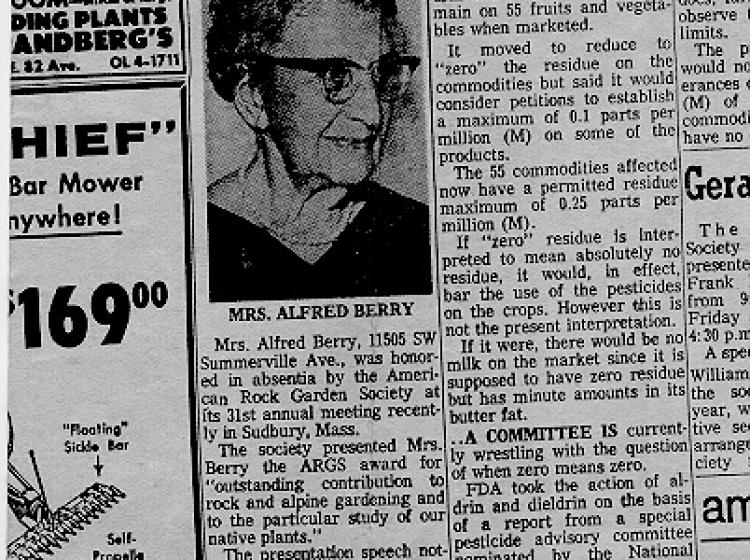 DING PLANTS
ANDBERG'S
E. 82 Ave. OL 4-1711
HIEF"
Bar Mower
nywhere!
$169⁰⁰
"Floating"
Sickle Bar
Self-
Propelle
MRS. ALFRED BERRY
Mrs. Alfred Berry, 11505 SW
Summerville Ave., was honor-
ed in absentia by the Ameri-
can Rock Garden Society at
its 31st annual meeting recent-
ly in Sudbury, Mass.
The society presented Mrs.
Berry the ARGS award for
"outstanding contribution to
rock and alpine gardening and
to the particular study of our
native plants."
The presentation speech not-
main on 55 fruits and vegeta-
bles when marketed.
It moved to reduce to
"zero" the residue on the
commodities but said it would
consider petitions to establish
a maximum of 0.1 parts per
million (M) on some of the
products.
The 55 commodities affected
now have a permitted residue
maximum of 0.25 parts per
million (M).
If "zero" residue is inter-
preted to mean absolutely no
residue, it would, in effect,
bar the use of the pesticides
on the crops. However this is
not the present interpretation.
If it were, there would be no
milk on the market since it is
supposed to have zero residue
but has minute amounts in its
butter fat.
..A COMMITTEE IS current-
ly wrestling with the question
of when zero means zero.
FDA took the action of al-
drin and dieldrin on the basis
of a report from a special
pesticide advisory committee
nominated by the National
observe
limits.
The p
would no
erances
(M) of
commodi
have no
Gera
The
Society
presente
Frank
from 9
Friday
4:30 p.m
A spe
William
the so
year, w
tive se
arrang
ciety
am